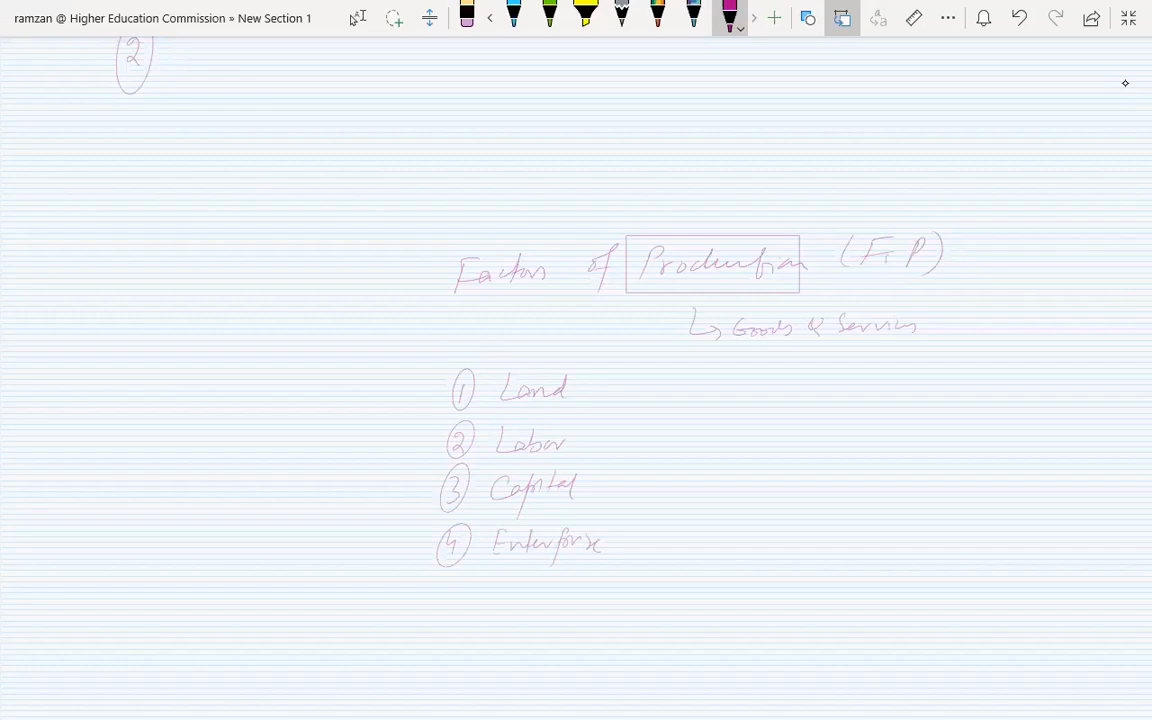 ramzan @ Higher Education Commission » New Section 1
2
Factors of Production (F.P)
↳ Goods & Services
① Land
② Labor
③ Capital
④ Enterprise